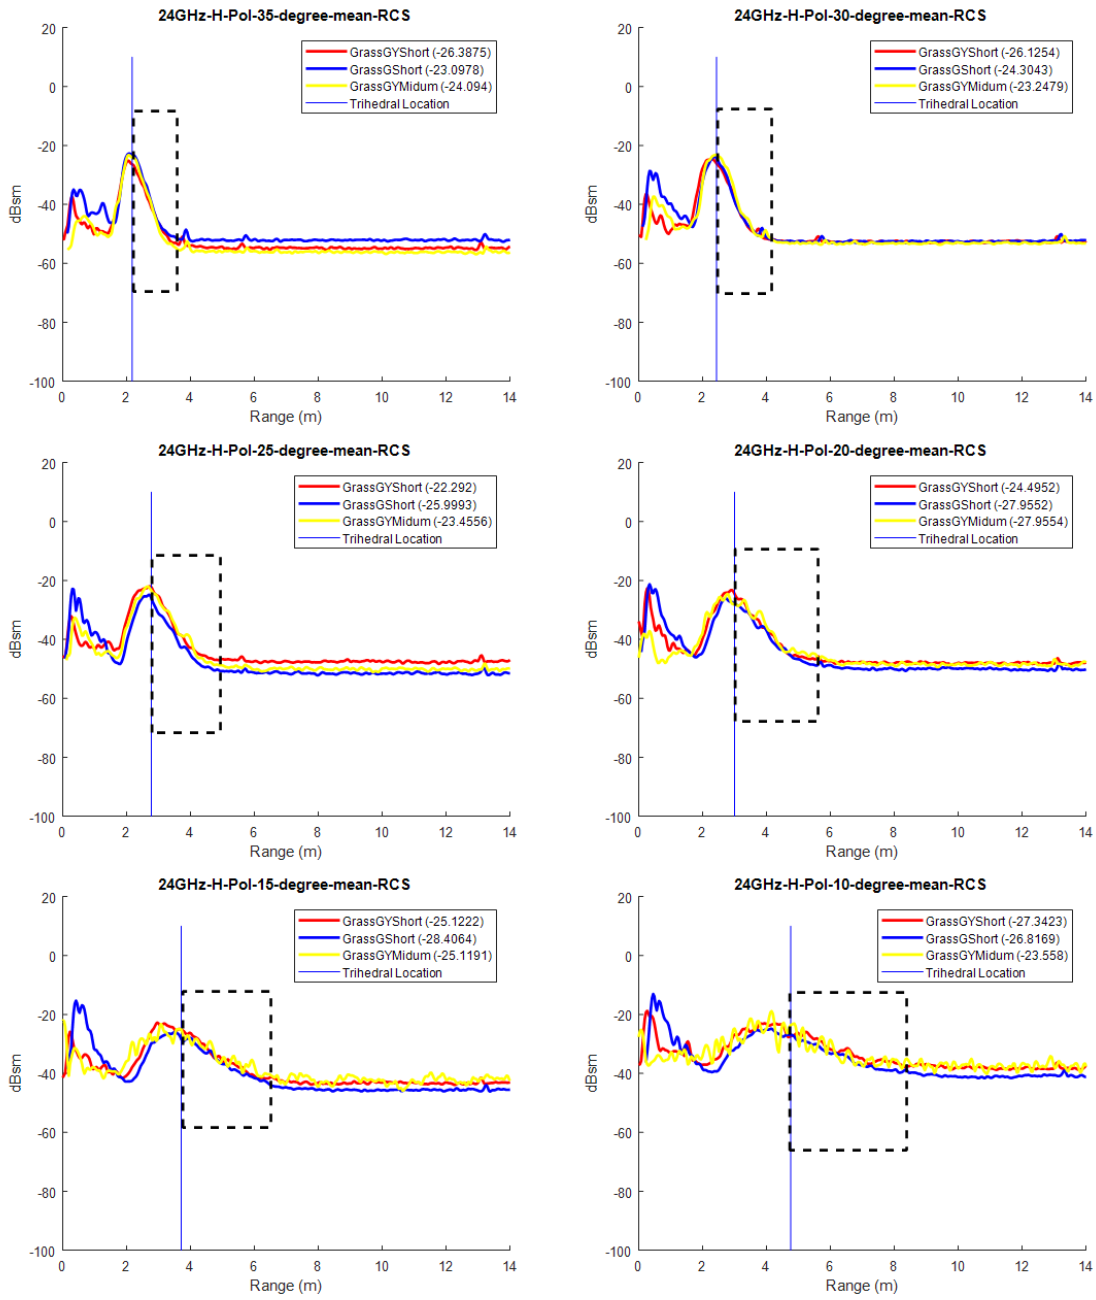 24GHz-H-Pol-35-degree-mean-RCS
20
0
-20
-40
-60
-80
-100
dBsm
GrassGYShort (-26.3875)
GrassGShort (-23.0978)
GrassGYMidum (-24.094)
Trihedral Location
0 2 4 6 8 10 12 14
Range (m)
24GHz-H-Pol-30-degree-mean-RCS
20
0
-20
-40
-60
-80
-100
dBsm
GrassGYShort (-26.1254)
GrassGShort (-24.3043)
GrassGYMidum (-23.2479)
Trihedral Location
0 2 4 6 8 10 12 14
Range (m)
24GHz-H-Pol-25-degree-mean-RCS
20
0
-20
-40
-60
-80
-100
dBsm
GrassGYShort (-22.292)
GrassGShort (-25.9993)
GrassGYMidum (-23.4556)
Trihedral Location
0 2 4 6 8 10 12 14
Range (m)
24GHz-H-Pol-20-degree-mean-RCS
20
0
-20
-40
-60
-80
-100
dBsm
GrassGYShort (-24.4952)
GrassGShort (-27.9552)
GrassGYMidum (-27.9554)
Trihedral Location
0 2 4 6 8 10 12 14
Range (m)
24GHz-H-Pol-15-degree-mean-RCS
20
0
-20
-40
-60
-80
-100
dBsm
GrassGYShort (-25.1222)
GrassGShort (-28.4064)
GrassGYMidum (-25.1191)
Trihedral Location
0 2 4 6 8 10 12 14
Range (m)
24GHz-H-Pol-10-degree-mean-RCS
20
0
-20
-40
-60
-80
-100
dBsm
GrassGYShort (-27.3423)
GrassGShort (-26.8169)
GrassGYMidum (-23.558)
Trihedral Location
0 2 4 6 8 10 12 14
Range (m)